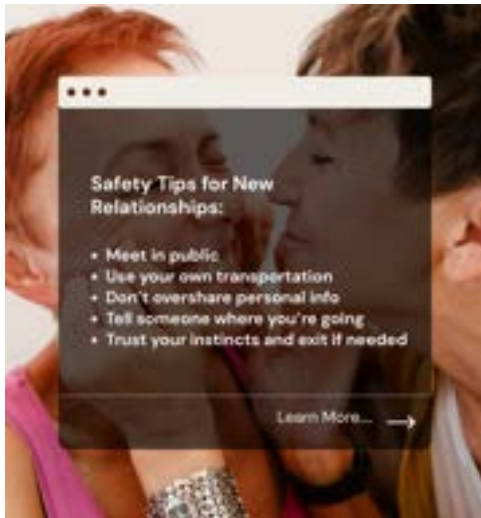 Safety Tips for New
Relationships:
• Meet in public
• Use your own transportation
• Don't overshare personal info
• Tell someone where you're going
• Trust your instincts and exit if needed
Learn More...